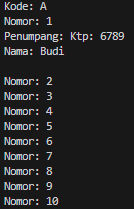 Kode: A
Nomor: 1
Penumpang: Ktp: 6789
Nama: Budi
Nomor: 2
Nomor: 3
Nomor: 4
Nomor: 5
Nomor: 6
Nomor: 7
Nomor: 8
Nomor: 9
Nomor: 10